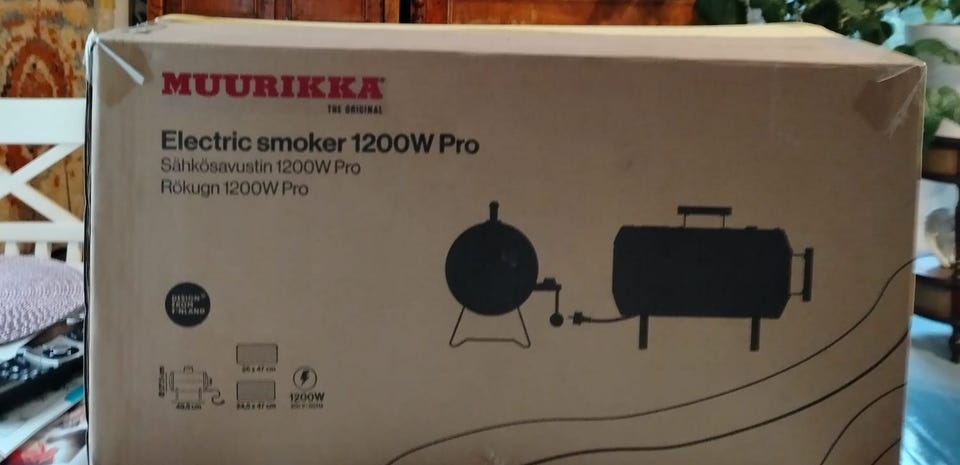 MUURIKKA
THE ORIGINAL
Electric smoker 1200W Pro
Sähkösavustin 1200W Pro
Rökugn 1200W Pro
DESIGN
FROM
FINLAND
1200W